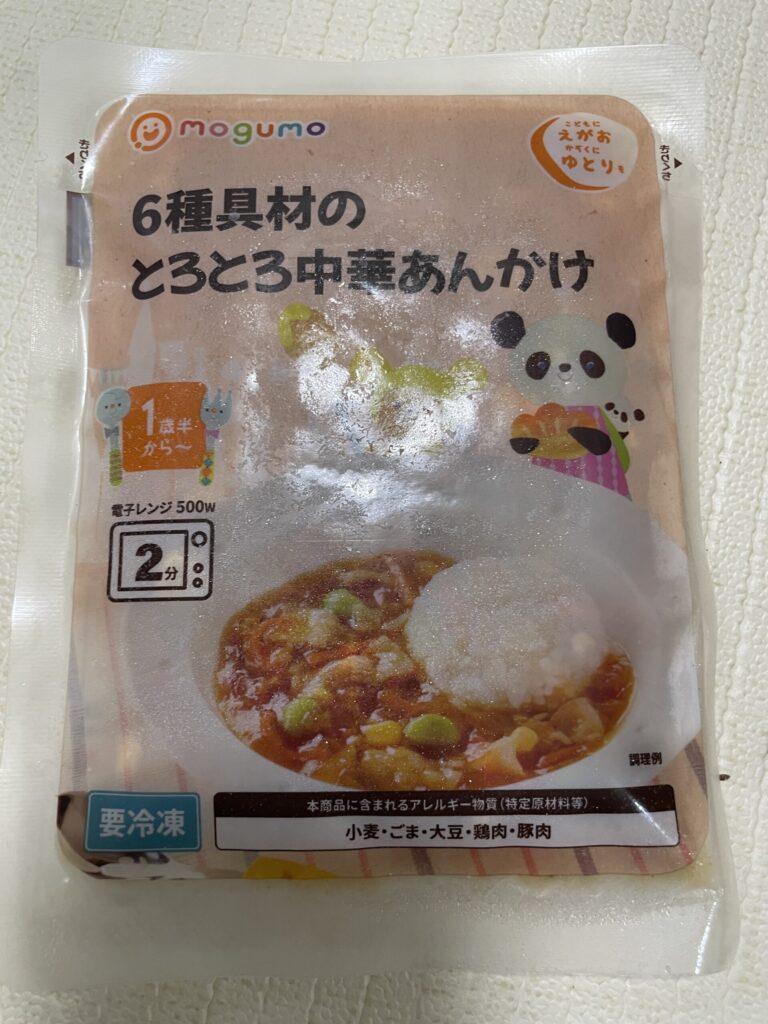 mogumo
こどもに
えがお
かぞくに
ゆとりを
6種具材の
とろとろ中華あんかけ
1歳半
から～
電子レンジ 500W
2分
調理例
要冷凍
本商品に含まれるアレルギー物質(特定原材料等)
小麦・ごま・大豆・鶏肉・豚肉